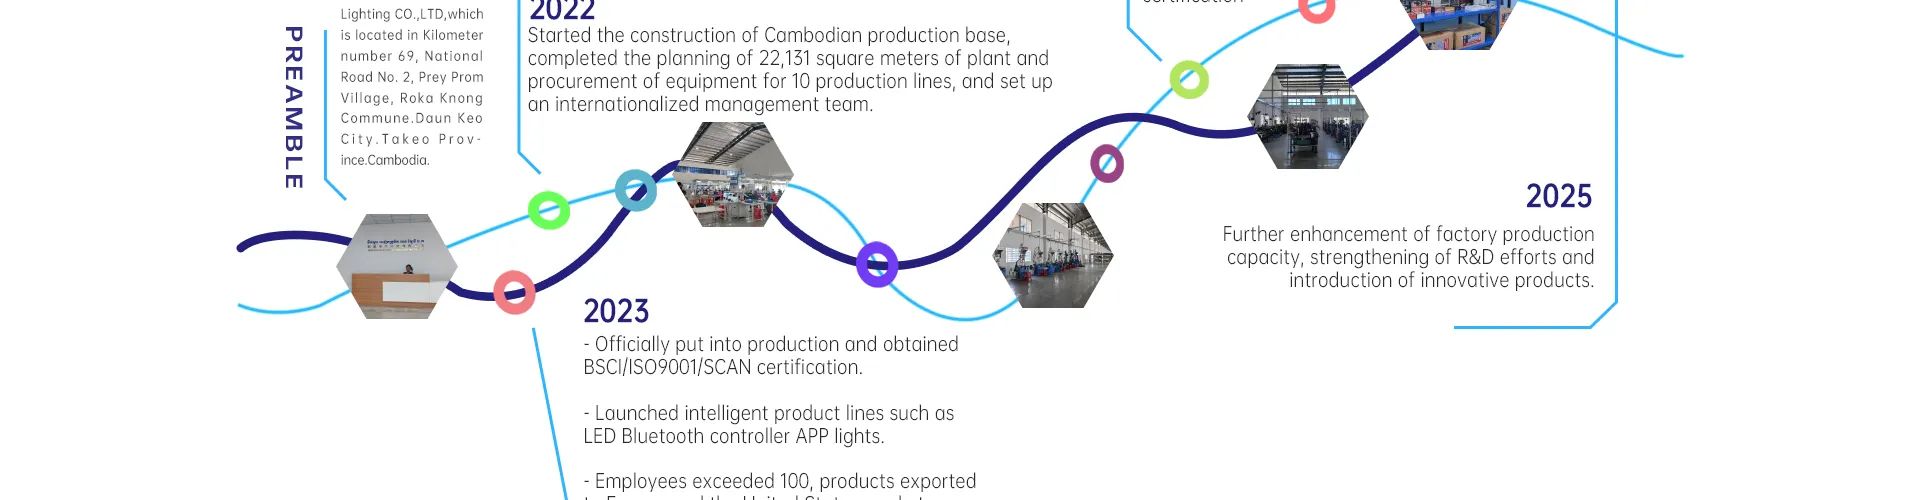 PREAMBLE
Lighting CO.,LTD,which
is located in Kilometer
number 69, National
Road No. 2, Prey Prom
Village, Roka Knong
Commune.Daun Keo
City.Takeo Prov-
ince.Cambodia.
2022
Started the construction of Cambodian production base,
completed the planning of 22,131 square meters of plant and
procurement of equipment for 10 production lines, and set up
an internationalized management team.
2023
- Officially put into production and obtained
BSCI/ISO9001/SCAN certification.
- Launched intelligent product lines such as
LED Bluetooth controller APP lights.
- Employees exceeded 100, products exported
2025
Further enhancement of factory production
capacity, strengthening of R&D efforts and
introduction of innovative products.